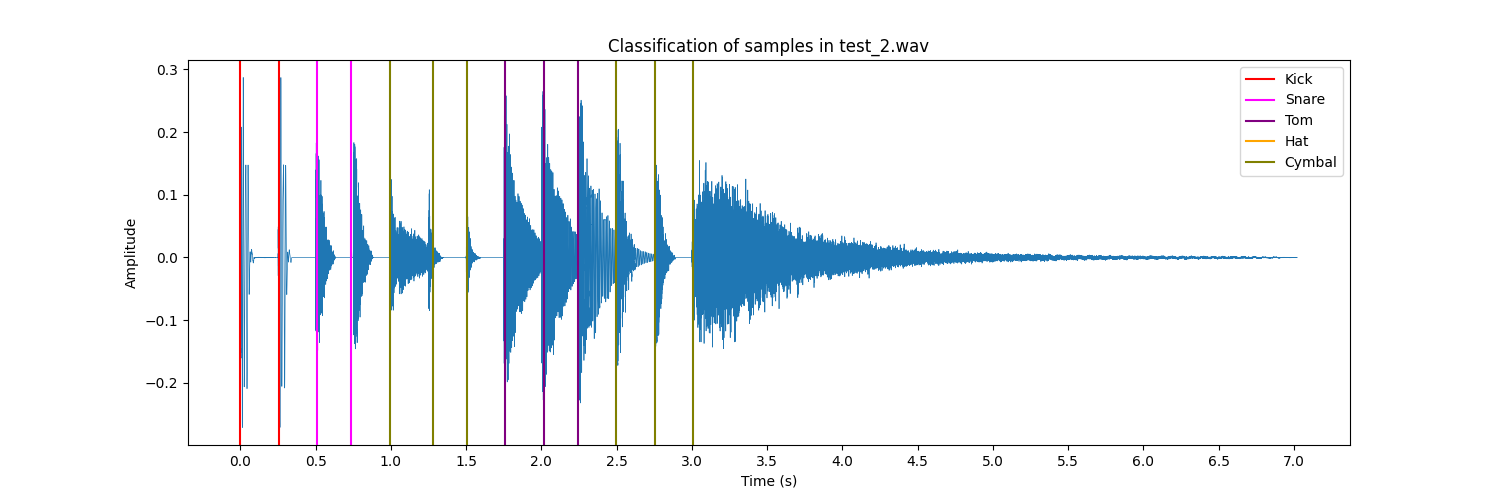 Classification of samples in test_2.wav
Amplitude
0.3
0.2
0.1
0.0
−0.1
−0.2
Kick
Snare
Tom
Hat
Cymbal
0.0 0.5 1.0 1.5 2.0 2.5 3.0 3.5 4.0 4.5 5.0 5.5 6.0 6.5 7.0
Time (s)